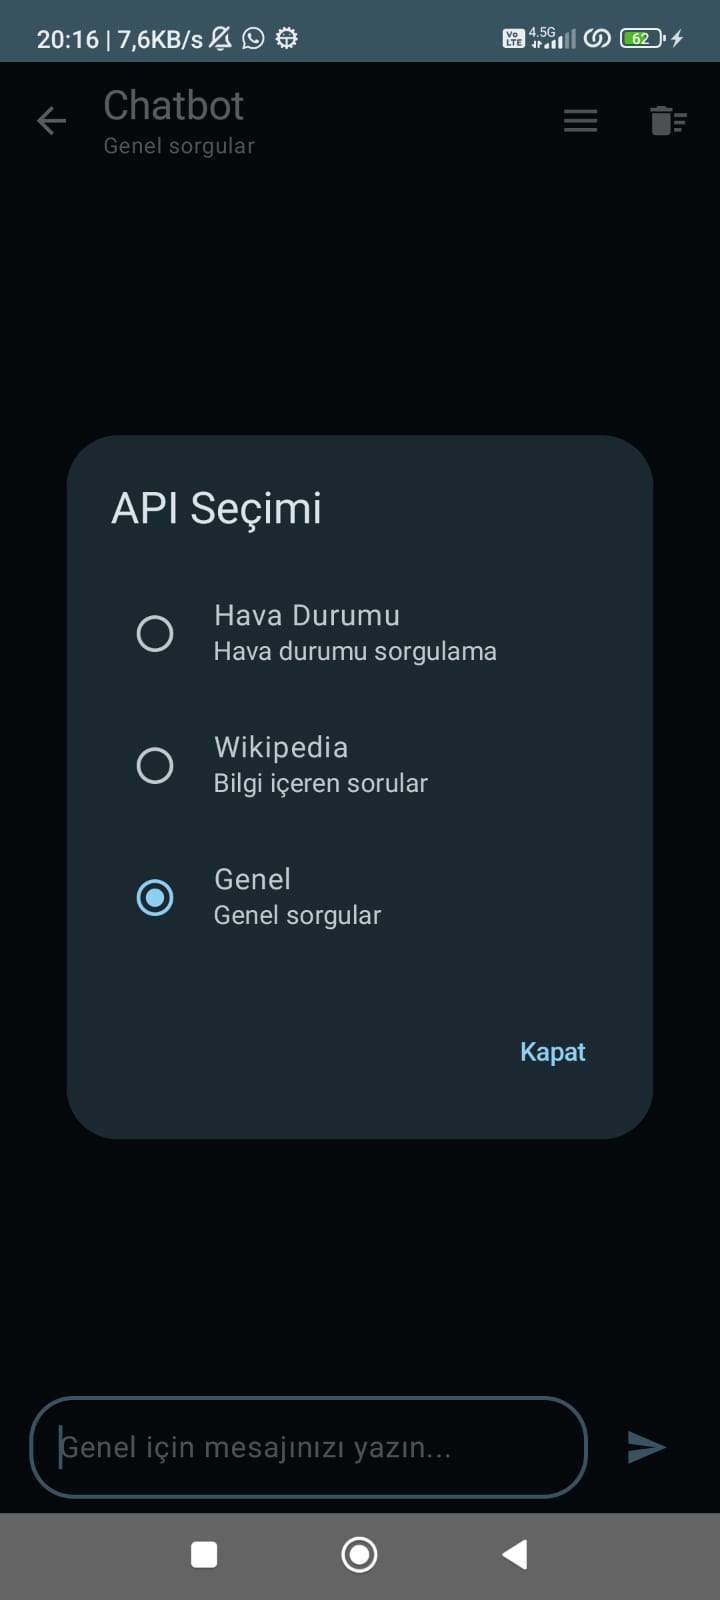 20:16 | 7,6KB/s
Vo LTE 4.5G 62
Chatbot
Genel sorgular
API Seçimi
Hava Durumu
Hava durumu sorgulama
Wikipedia
Bilgi içeren sorular
Genel
Genel sorgular
Kapat
Genel için mesajınızı yazın...